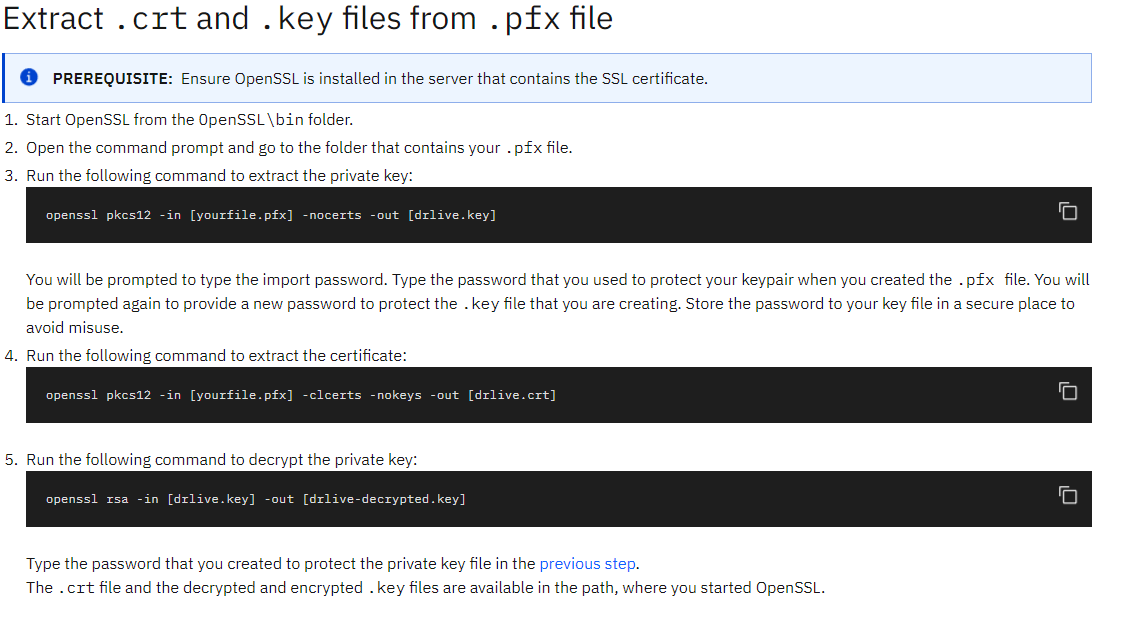 Extract .crt and .key files from .pfx file
PREREQUISITE: Ensure OpenSSL is installed in the server that contains the SSL certificate.
1. Start OpenSSL from the OpenSSL\bin folder.
2. Open the command prompt and go to the folder that contains your .pfx file.
3. Run the following command to extract the private key:
openssl pkcs12 -in [yourfile.pfx] -nocerts -out [drlive.key]
You will be prompted to type the import password. Type the password that you used to protect your keypair when you created the .pfx file. You will
be prompted again to provide a new password to protect the .key file that you are creating. Store the password to your key file in a secure place to
avoid misuse.
4. Run the following command to extract the certificate:
openssl pkcs12 -in [yourfile.pfx] -clcerts -nokeys -out [drlive.crt]
5. Run the following command to decrypt the private key:
openssl rsa -in [drlive.key] -out [drlive-decrypted.key]
Type the password that you created to protect the private key file in the previous step.
The .crt file and the decrypted and encrypted .key files are available in the path, where you started OpenSSL.